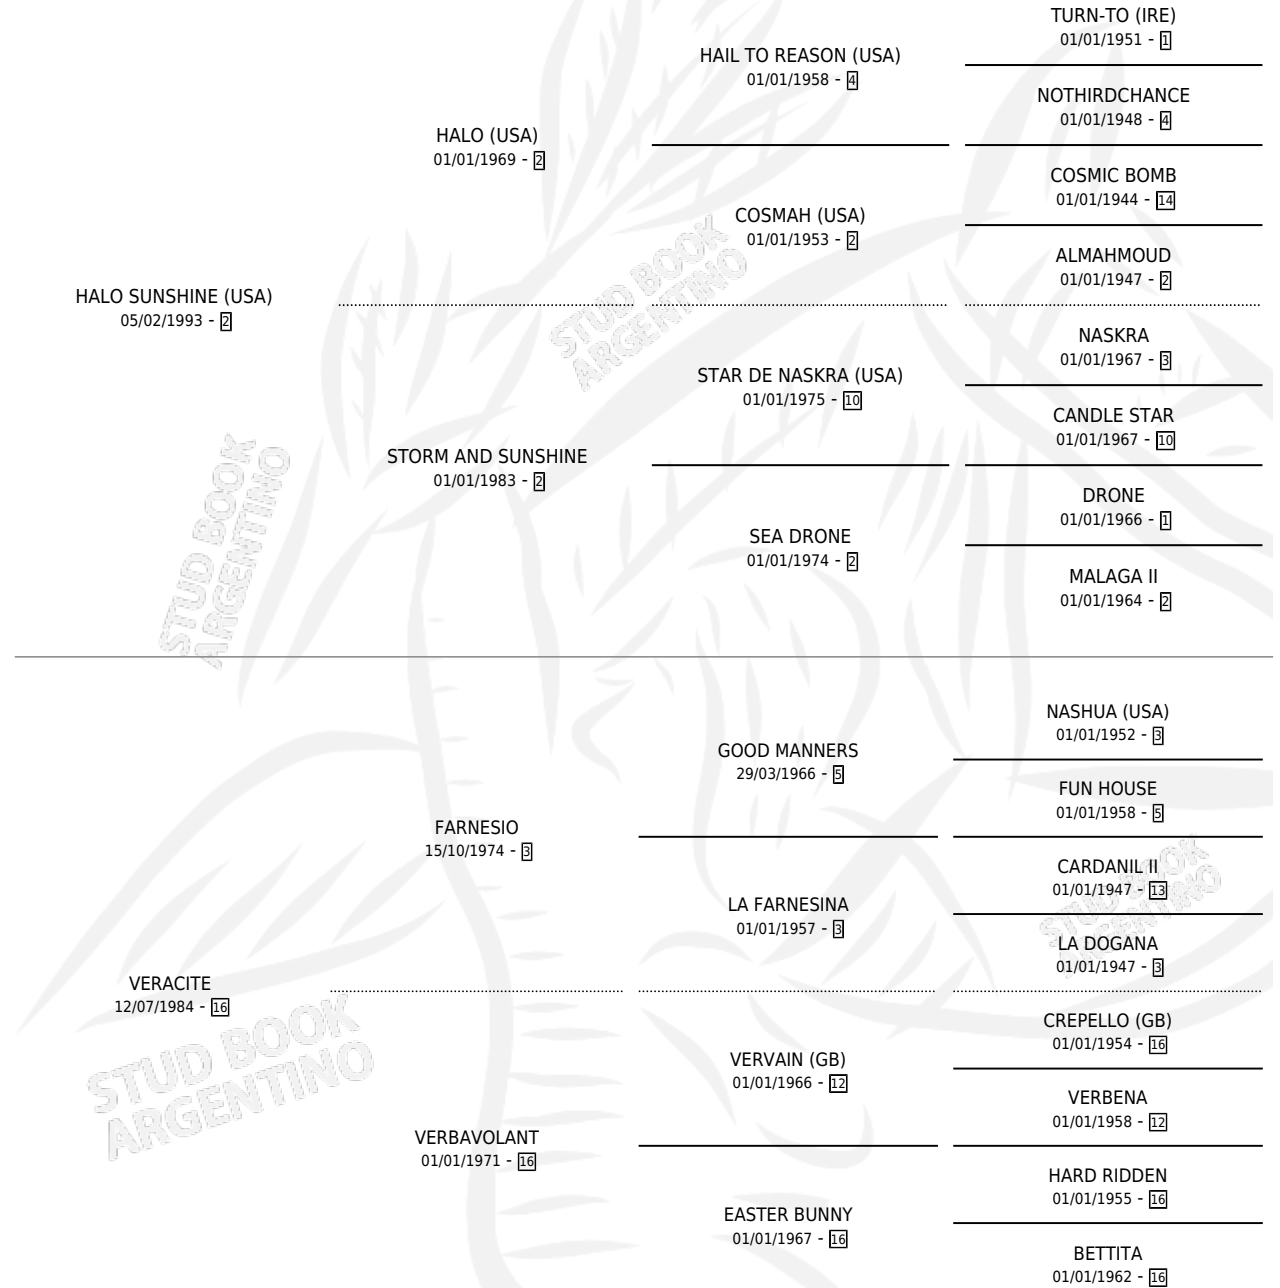 TURN-TO (IRE)
01/01/1951 - 1
HAIL TO REASON (USA)
01/01/1958 - 4
NOTHIRDCHANCE
01/01/1948 - 4
HALO (USA)
01/01/1969 - 2
COSMIC BOMB
01/01/1944 - 14
COSMAH (USA)
01/01/1953 - 2
ALMAHMOUD
01/01/1947 - 2
HALO SUNSHINE (USA)
05/02/1993 - 2
NASKRA
01/01/1967 - 3
STAR DE NASKRA (USA)
01/01/1975 - 10
CANDLE STAR
01/01/1967 - 10
STORM AND SUNSHINE
01/01/1983 - 2
DRONE
01/01/1966 - 1
SEA DRONE
01/01/1974 - 2
MALAGA II
01/01/1964 - 2
NASHUA (USA)
01/01/1952 - 3
GOOD MANNERS
29/03/1966 - 5
FUN HOUSE
01/01/1958 - 5
FARNESIO
15/10/1974 - 3
CARDANIL II
01/01/1947 - 13
LA FARNESINA
01/01/1957 - 3
LA DOGANA
01/01/1947 - 3
VERACITE
12/07/1984 - 16
CREPELLO (GB)
01/01/1954 - 16
VERVAIN (GB)
01/01/1966 - 12
VERBENA
01/01/1958 - 12
VERBAVOLANT
01/01/1971 - 16
HARD RIDDEN
01/01/1955 - 16
EASTER BUNNY
01/01/1967 - 16
BETTITA
01/01/1962 - 16
STUD BOOK
ARGENTINO
STUD BOOK
ARGENTINO
STUD BOOK
ARGENTINO
STUD BOOK
ARGENTINO